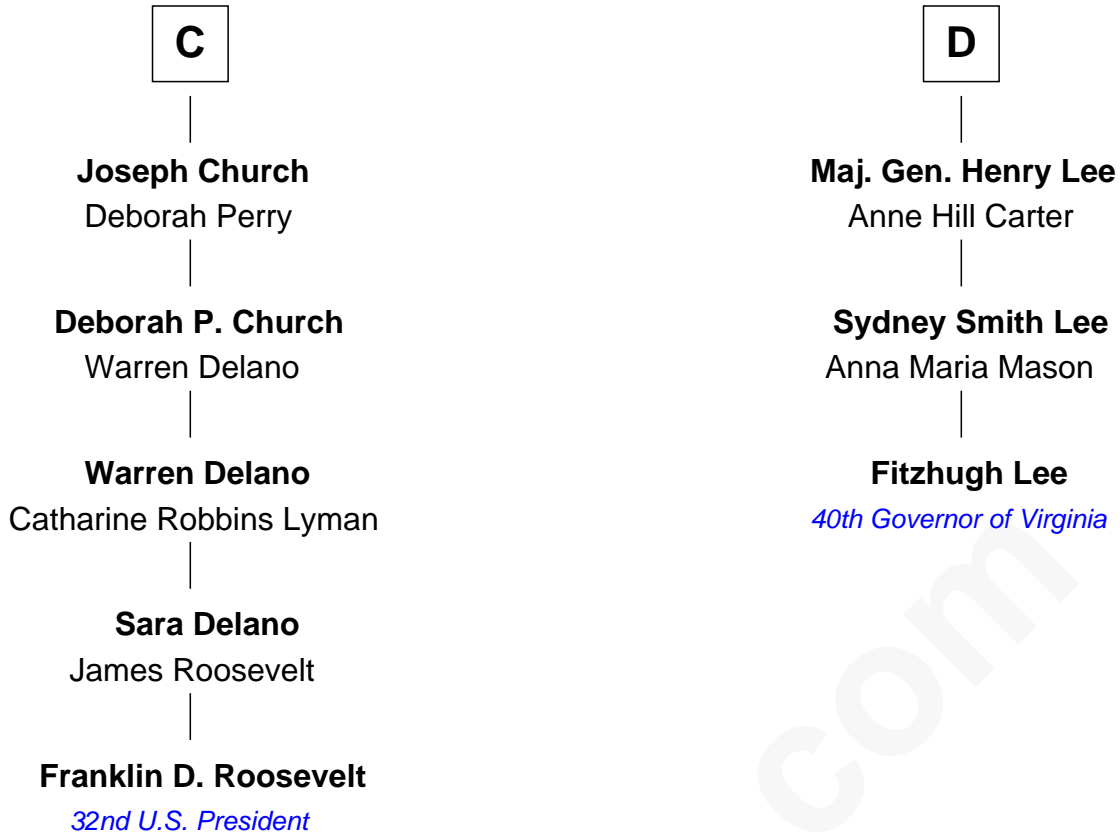 C
Joseph Church
Deborah Perry
Deborah P. Church
Warren Delano
Warren Delano
Catharine Robbins Lyman
Sara Delano
James Roosevelt
Franklin D. Roosevelt
32nd U.S. President
D
Maj. Gen. Henry Lee
Anne Hill Carter
Sydney Smith Lee
Anna Maria Mason
Fitzhugh Lee
40th Governor of Virginia
com